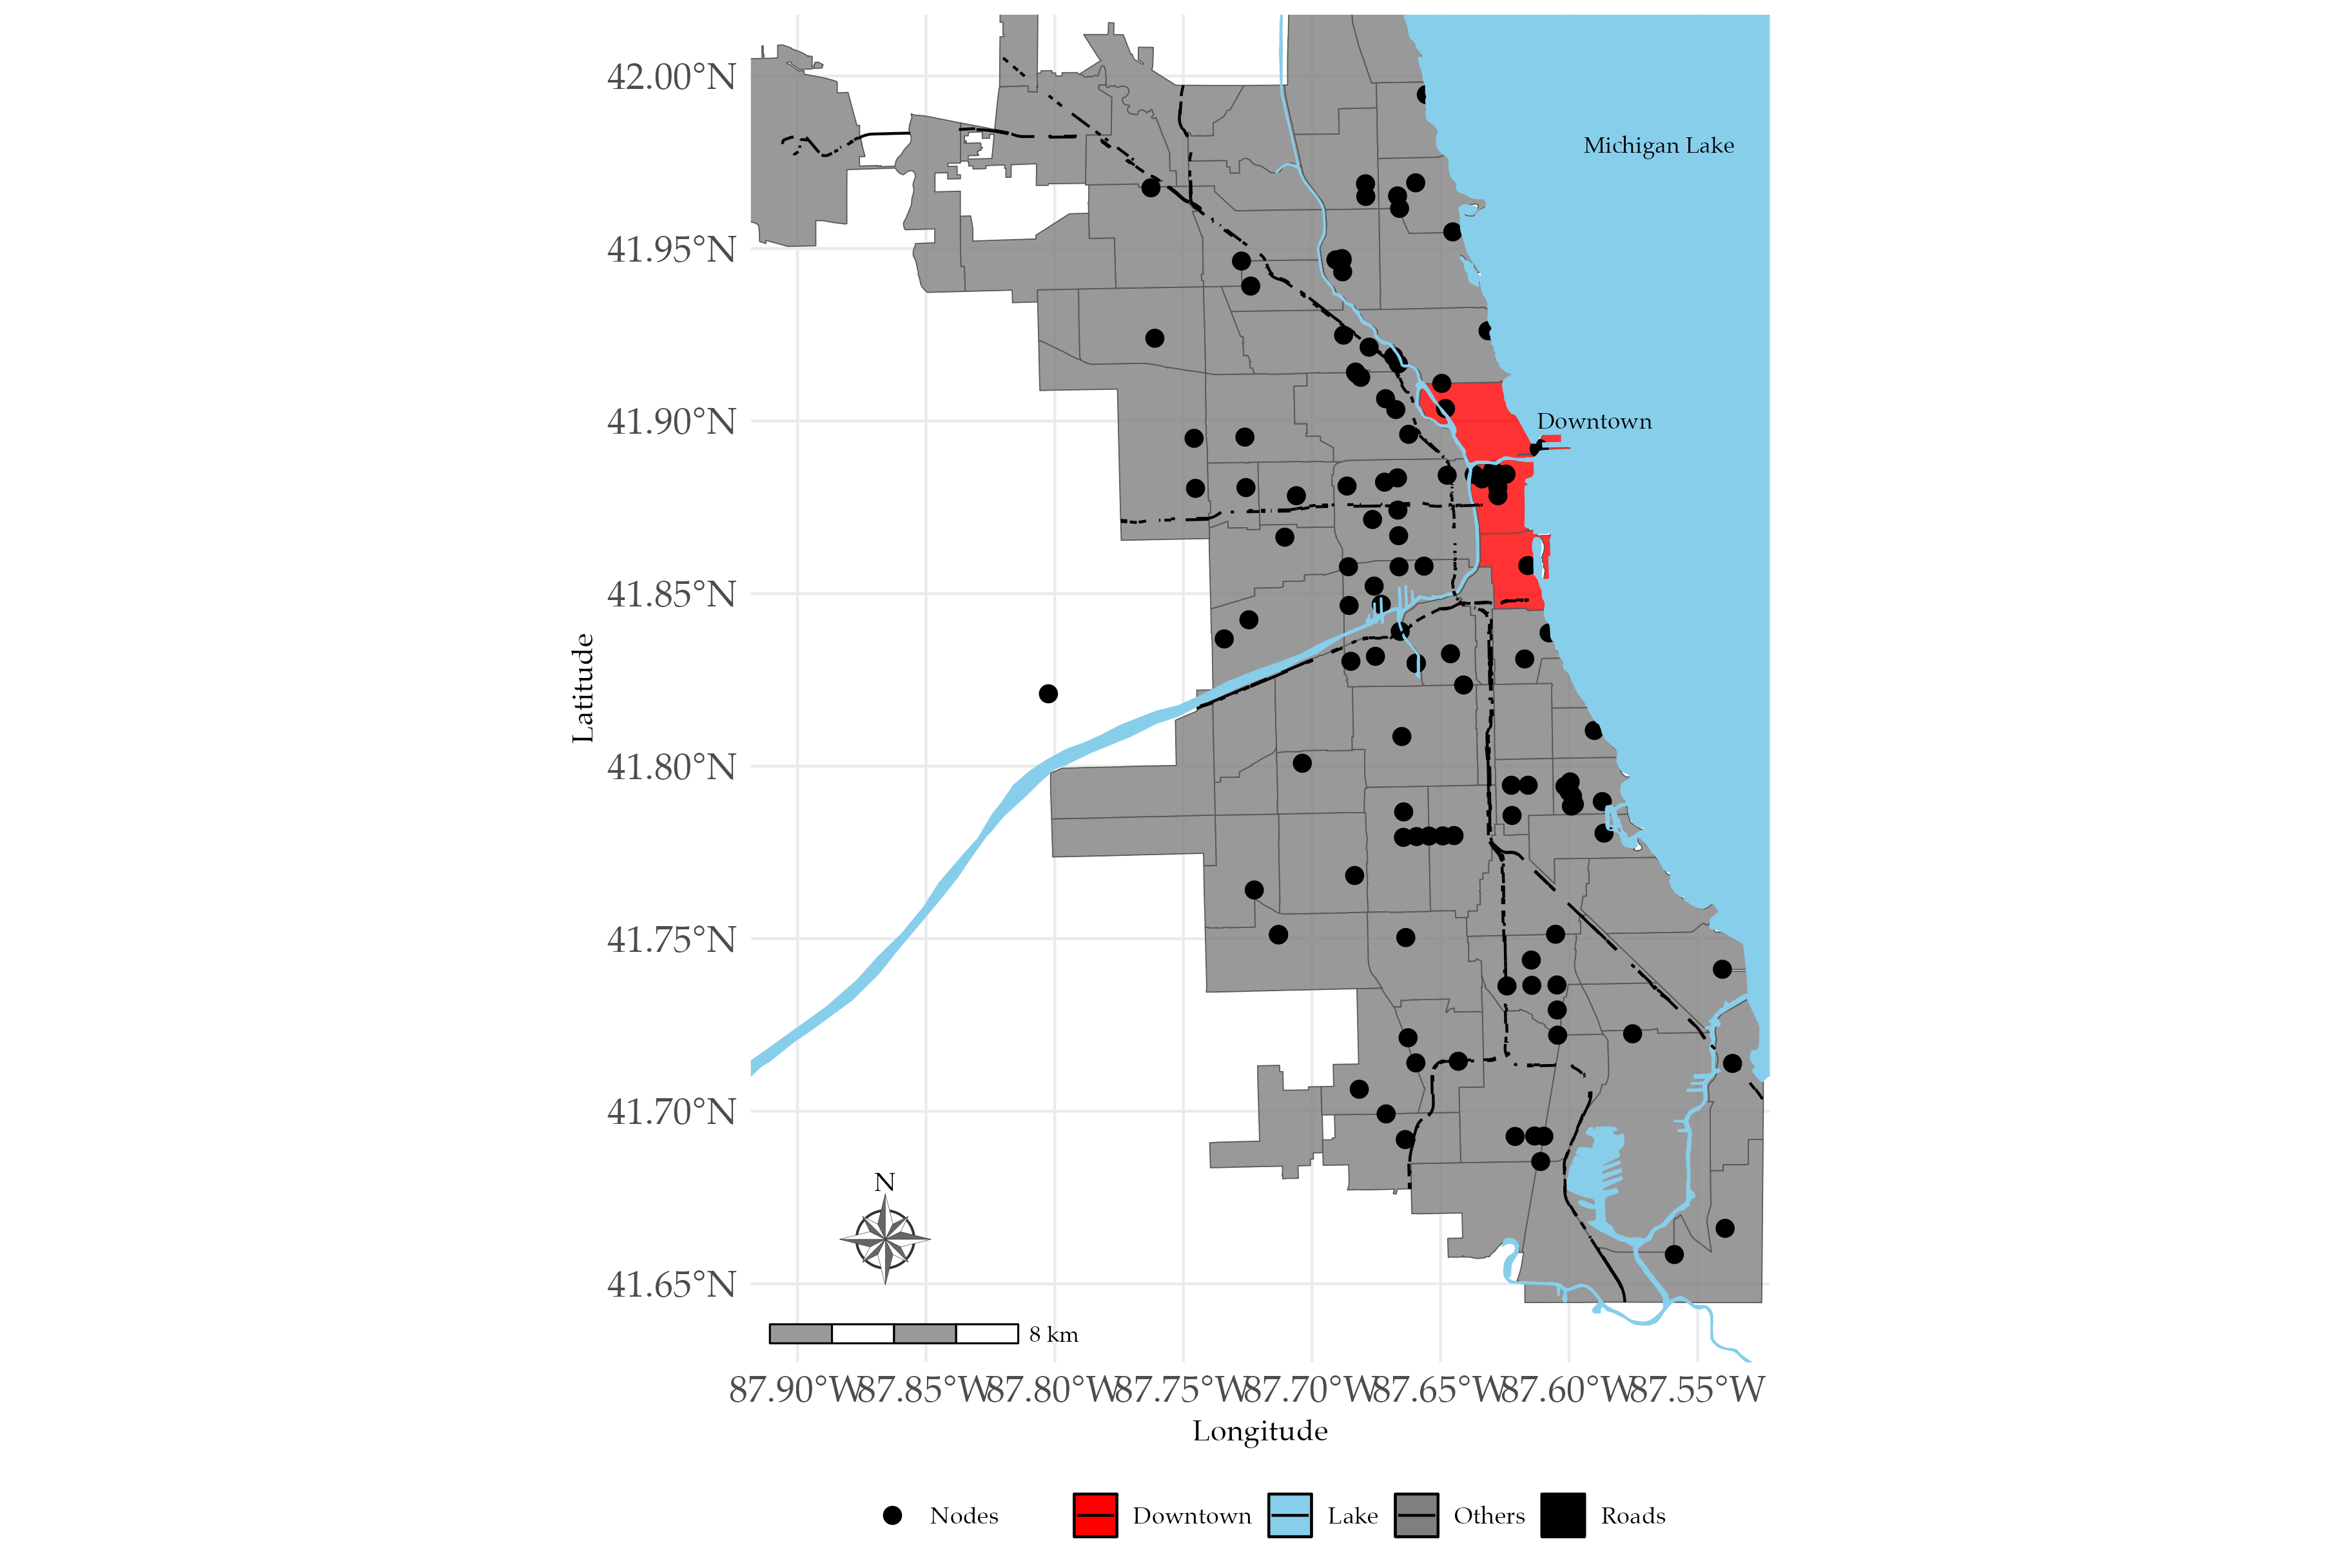 42.00°N
41.95°N
41.90°N
41.85°N
41.80°N
41.75°N
41.70°N
41.65°N
Latitude
Michigan Lake
Downtown
N
8 km
87.90°W 87.85°W 87.80°W 87.75°W 87.70°W 87.65°W 87.60°W 87.55°W
Longitude
Nodes Downtown Lake Others Roads